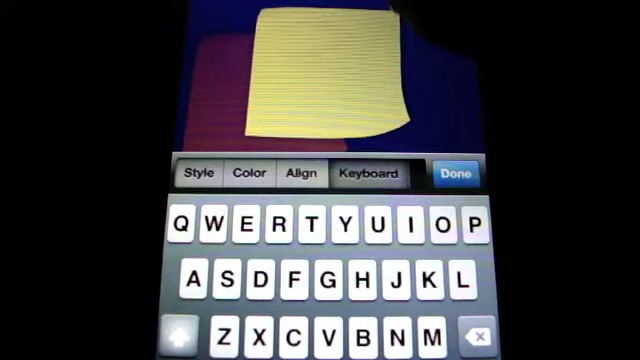 Style Color Align Keyboard Done
Q W E R T Y U I O P
A S D F G H J K L
Z X C V B N M